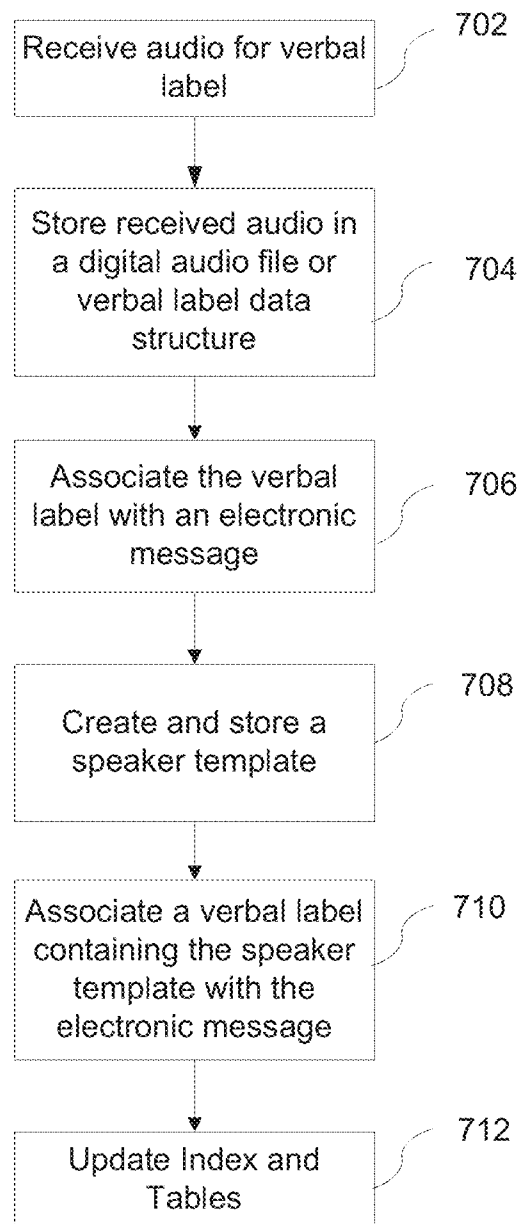 702
Receive audio for verbal
label
Store received audio in
a digital audio file or
verbal label data
structure
704
Associate the verbal
label with an electronic
message
706
Create and store a
speaker template
708
Associate a verbal label
containing the speaker
template with the
electronic message
710
Update Index and
Tables
712